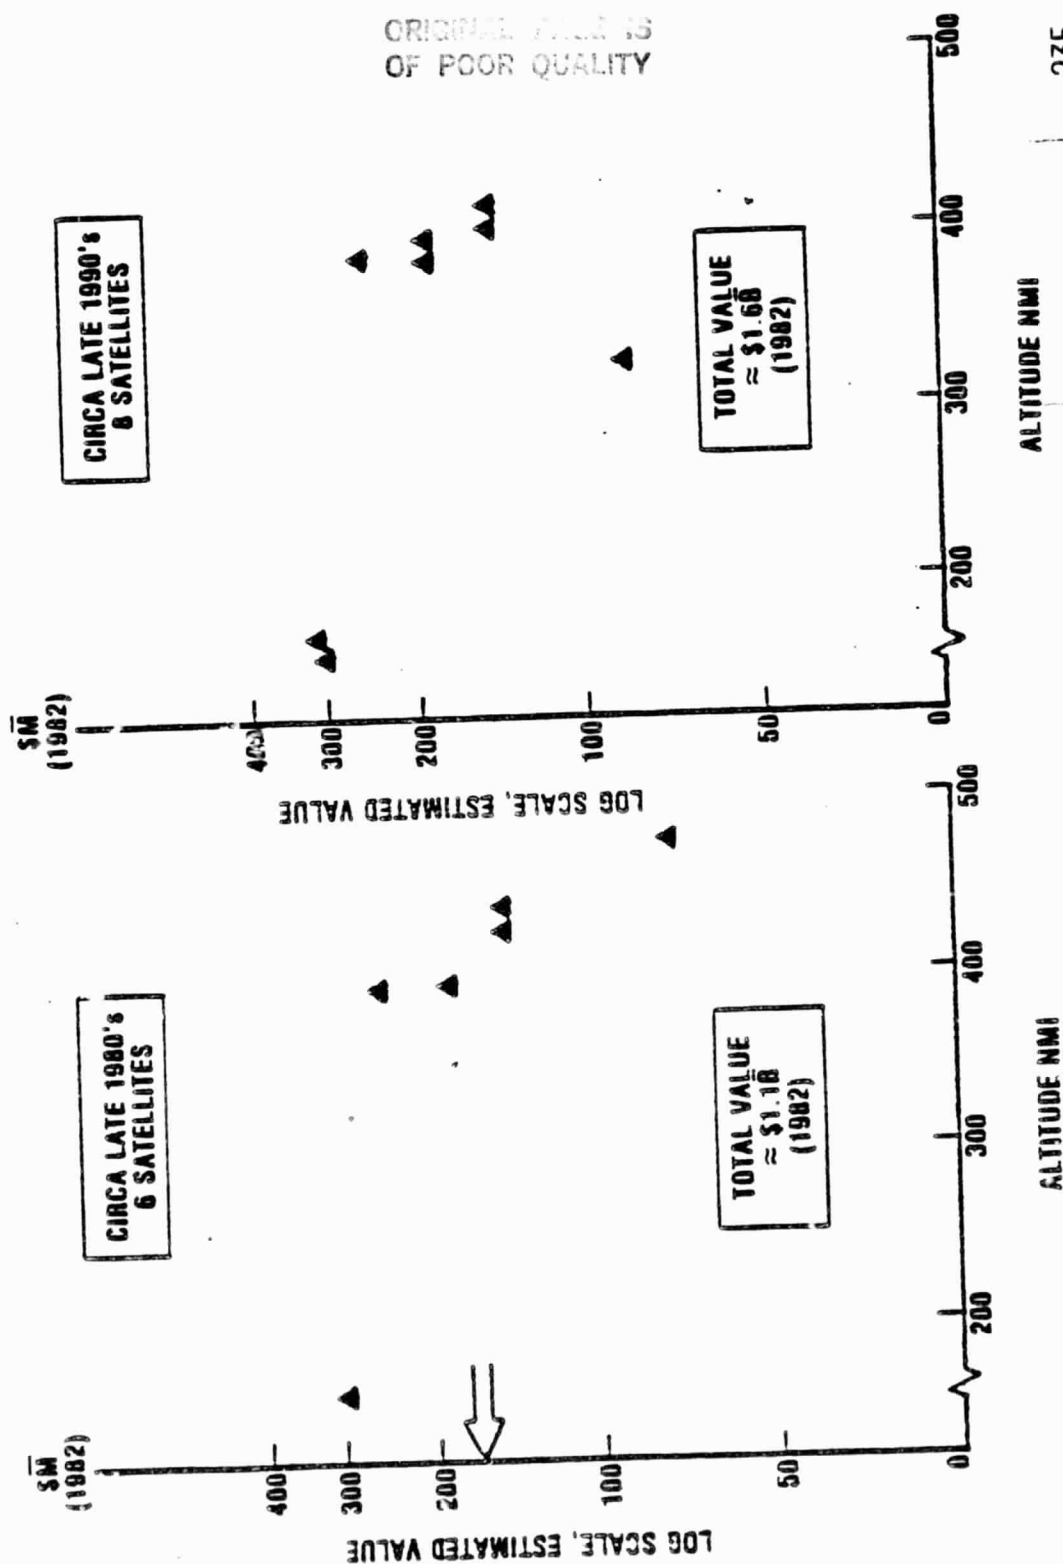 ORIGINAL PAGE IS
OF POOR QUALITY
$M
(1982)
LOG SCALE, ESTIMATED VALUE
400
300
200
100
50
0
CIRCA LATE 1980's
6 SATELLITES
TOTAL VALUE
≈ $1.1B
(1982)
200
300
400
500
ALTITUDE NMI
$M
(1982)
LOG SCALE, ESTIMATED VALUE
400
300
200
100
50
0
CIRCA LATE 1990's
8 SATELLITES
TOTAL VALUE
≈ $1.6B
(1982)
200
300
400
500
ALTITUDE NMI